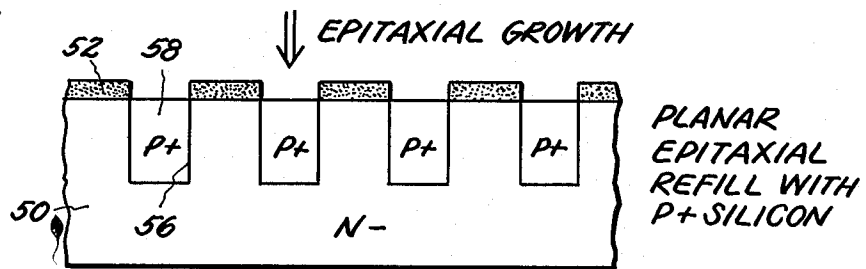 EPITAXIAL GROWTH
52
58
P+ P+ P+ P+
50
56
N-
PLANAR
EPITAXIAL
REFILL WITH
P+ SILICON